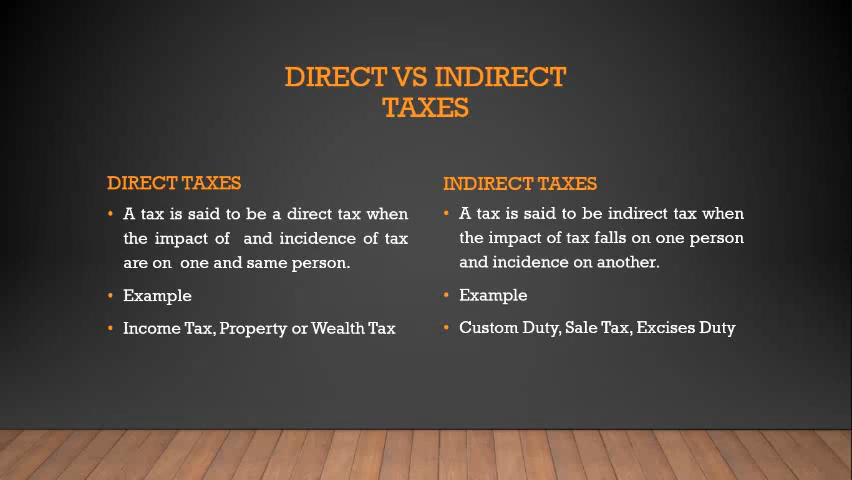 DIRECT VS INDIRECT
TAXES
DIRECT TAXES
• A tax is said to be a direct tax when
the impact of and incidence of tax
are on one and same person.
• Example
• Income Tax, Property or Wealth Tax
INDIRECT TAXES
• A tax is said to be indirect tax when
the impact of tax falls on one person
and incidence on another.
• Example
• Custom Duty, Sale Tax, Excises Duty